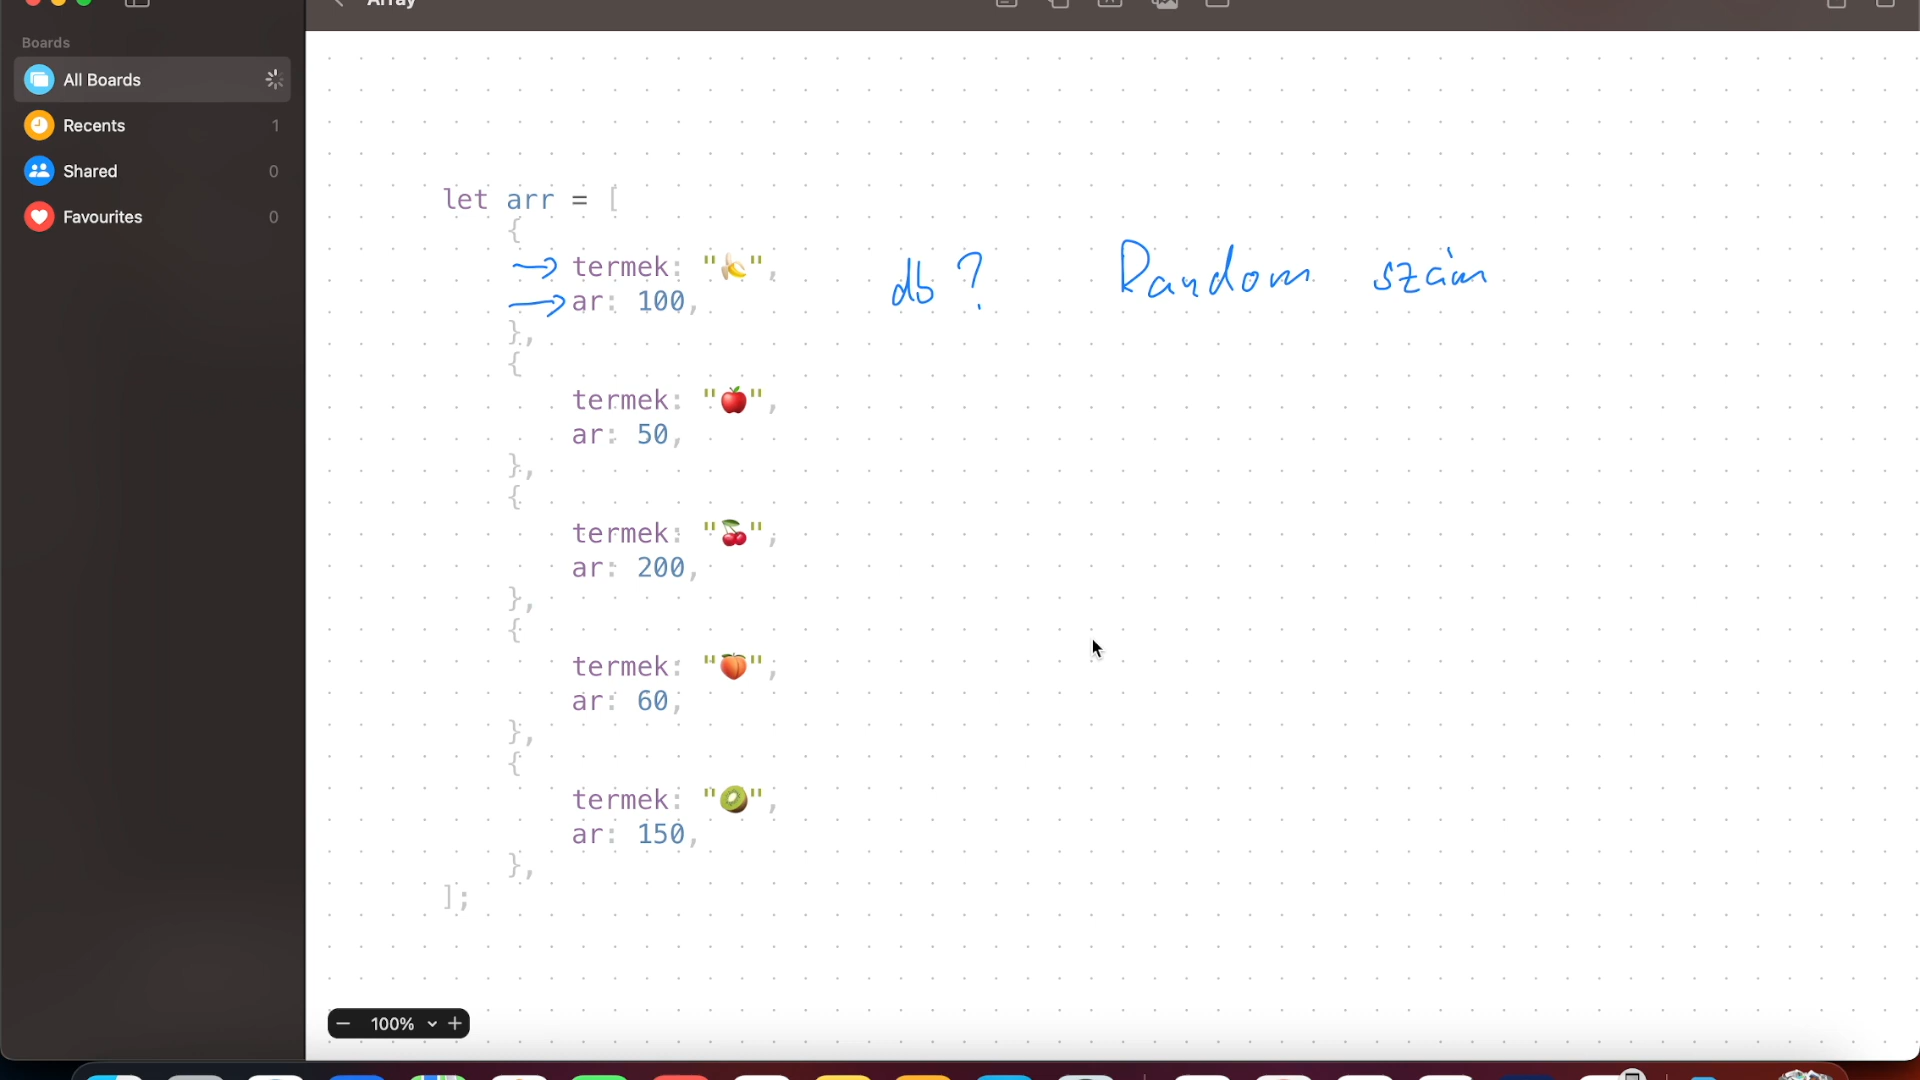 Array
Boards
All Boards
Recents 1
Shared 0
Favourites 0
let arr = [
{
→ termek: "🍌", db? Random szám
→ ar: 100,
},
{
termek: "🍎",
ar: 50,
},
{
termek: "🍒",
ar: 200,
},
{
termek: "🍑",
ar: 60,
},
{
termek: "🥝",
ar: 150,
},
];
− 100% +